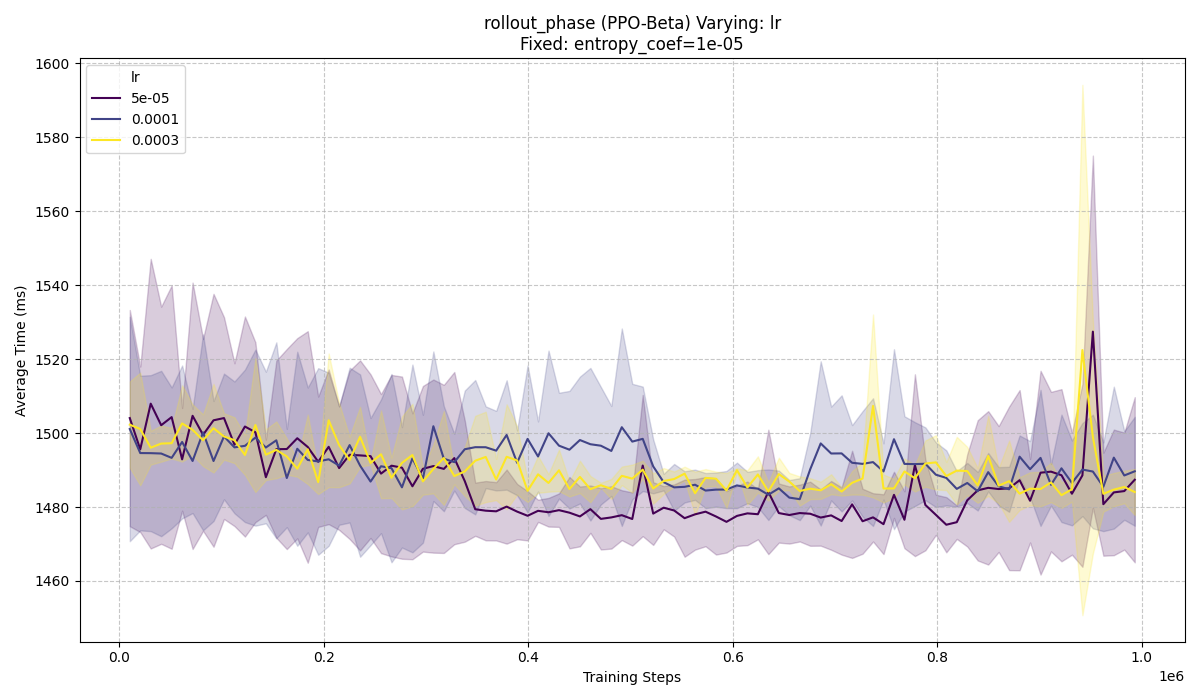 rollout_phase (PPO-Beta) Varying: lr
Fixed: entropy_coef=1e-05
lr
5e-05
0.0001
0.0003
Average Time (ms)
1600
1580
1560
1540
1520
1500
1480
1460
0.0 0.2 0.4 0.6 0.8 1.0
1e6
Training Steps